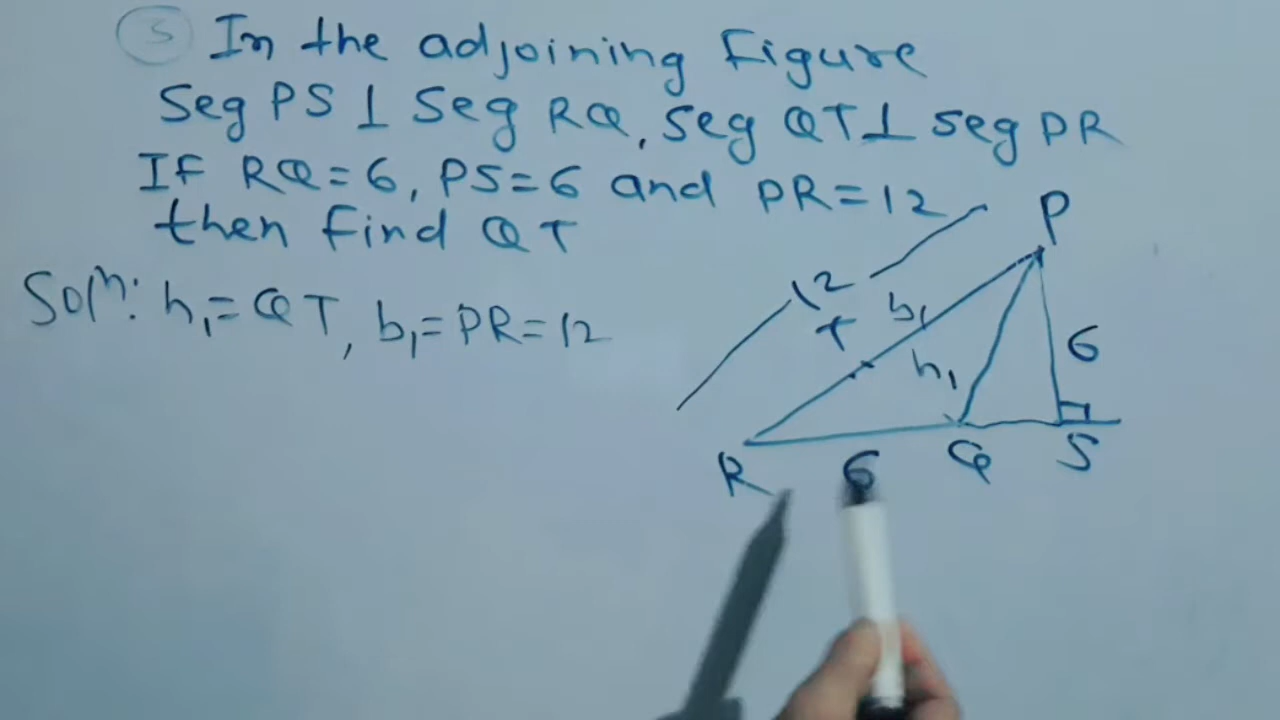 3 In the adjoining Figure
Seg PS ⊥ Seg RQ, Seg QT ⊥ seg PR
IF RQ=6, PS=6 and PR=12
then find QT
Solⁿ: h₁=QT, b₁=PR=12
P
12
b₁
T
h₁
6
R
6
Q
S